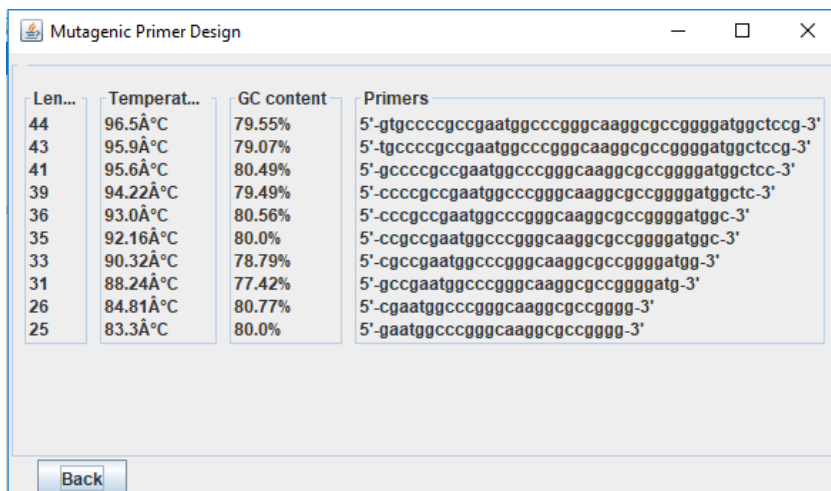 Mutagenic Primer Design
Len... Temperat... GC content Primers
44 96.5Â°C 79.55% 5'-gtgccccgccgaatggcccgggcaaggcgccggggatggctccg-3'
43 95.9Â°C 79.07% 5'-tgccccgccgaatggcccgggcaaggcgccggggatggctccg-3'
41 95.6Â°C 80.49% 5'-gccccgccgaatggcccgggcaaggcgccggggatggctcc-3'
39 94.22Â°C 79.49% 5'-ccccgccgaatggcccgggcaaggcgccggggatggctc-3'
36 93.0Â°C 80.56% 5'-cccgccgaatggcccgggcaaggcgccggggatggc-3'
35 92.16Â°C 80.0% 5'-ccgccgaatggcccgggcaaggcgccggggatggc-3'
33 90.32Â°C 78.79% 5'-cgccgaatggcccgggcaaggcgccggggatgg-3'
31 88.24Â°C 77.42% 5'-gccgaatggcccgggcaaggcgccggggatg-3'
26 84.81Â°C 80.77% 5'-cgaatggcccgggcaaggcgccgggg-3'
25 83.3Â°C 80.0% 5'-gaatggcccgggcaaggcgccgggg-3'
Back